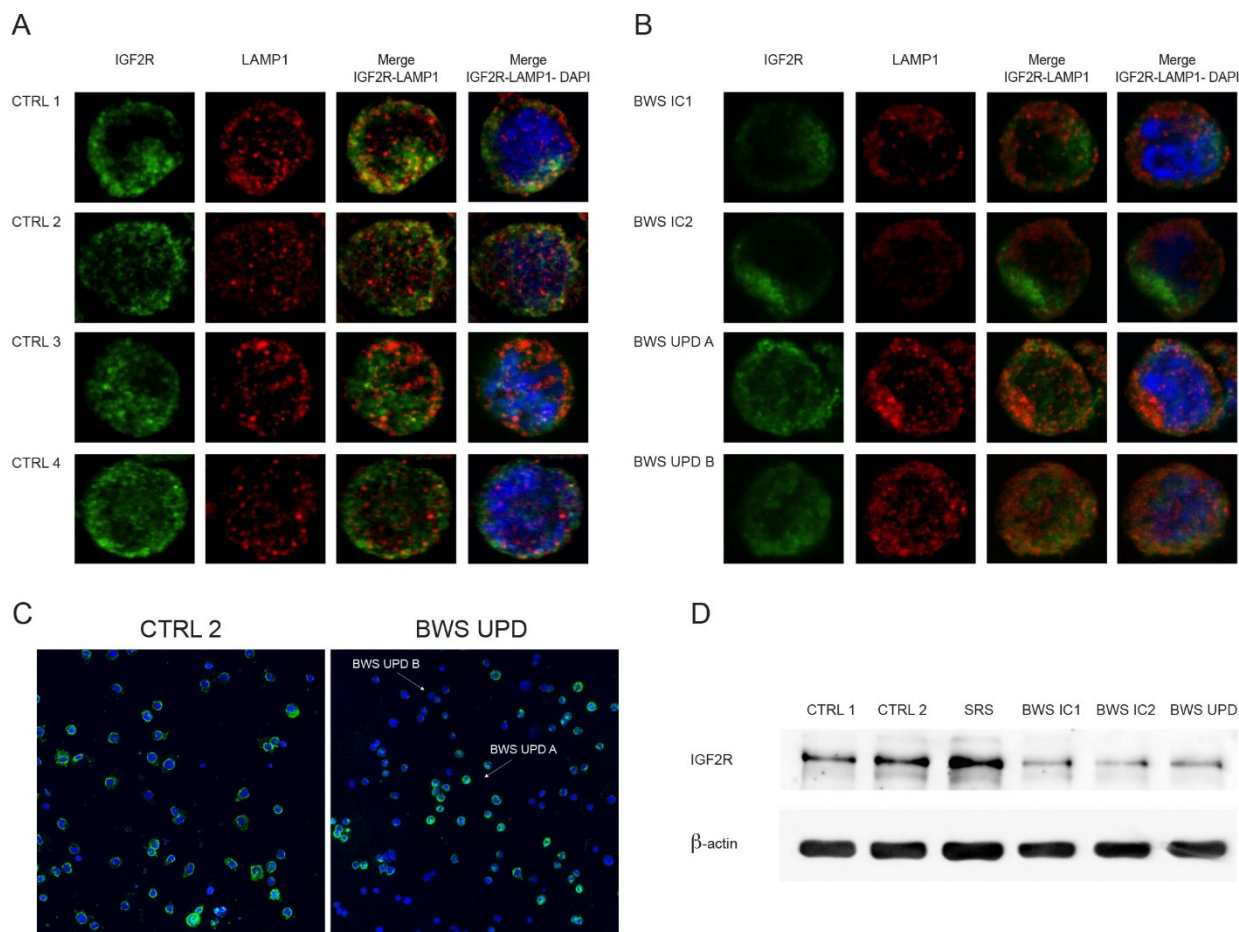 A
IGF2R LAMP1 Merge IGF2R-LAMP1 Merge IGF2R-LAMP1- DAPI
CTRL 1
CTRL 2
CTRL 3
CTRL 4
B
IGF2R LAMP1 Merge IGF2R-LAMP1 Merge IGF2R-LAMP1- DAPI
BWS IC1
BWS IC2
BWS UPD A
BWS UPD B
C
CTRL 2 BWS UPD
BWS UPD B
BWS UPD A
D
CTRL 1 CTRL 2 SRS BWS IC1 BWS IC2 BWS UPD
IGF2R
β-actin